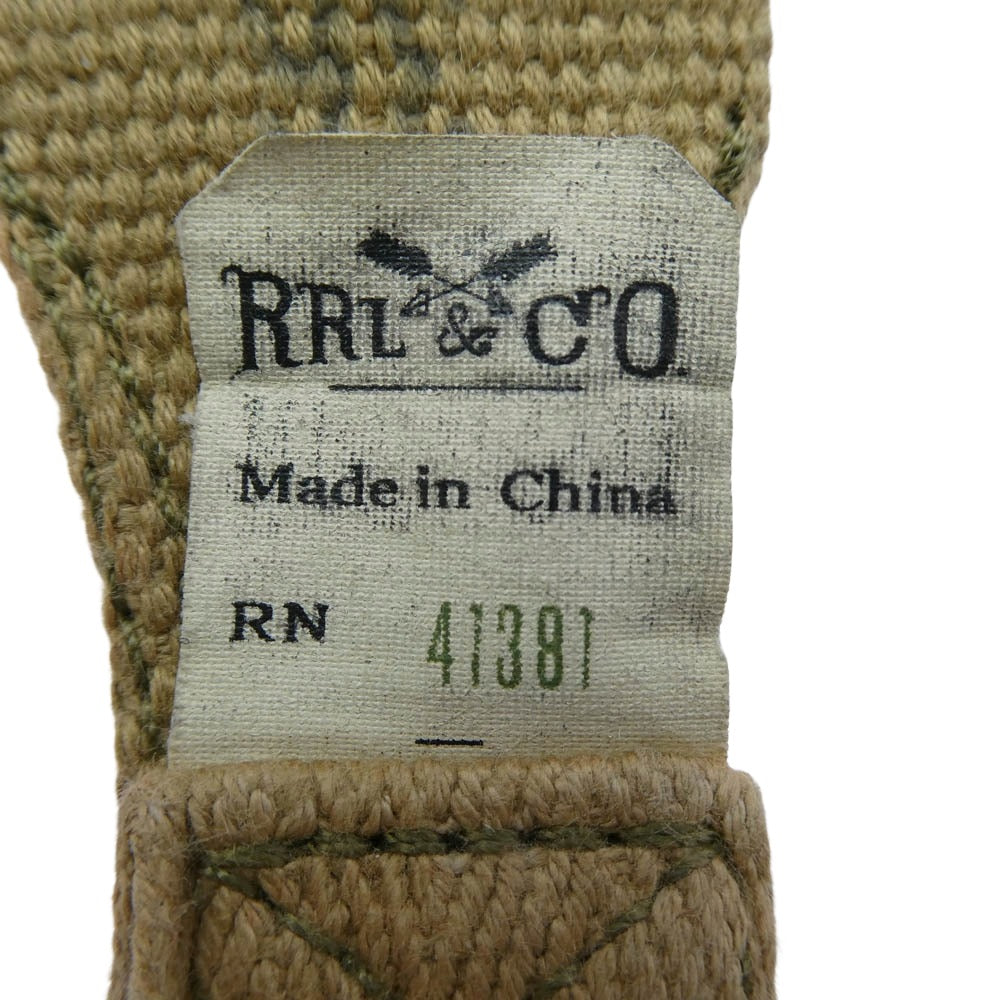 RRL & CO.
Made in China
RN 41381